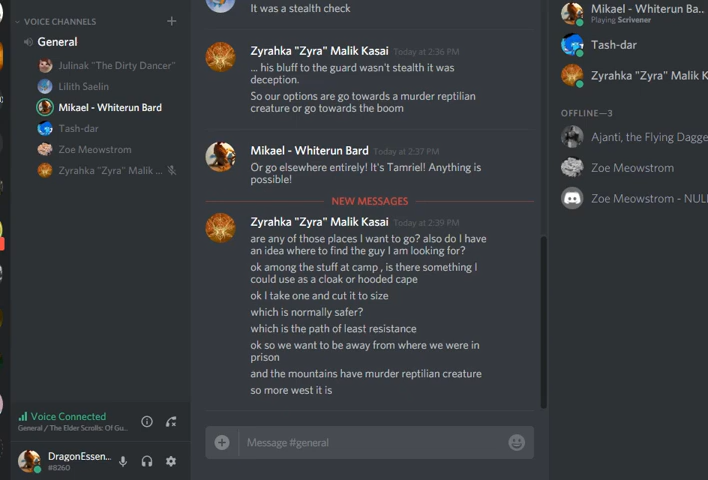 VOICE CHANNELS
General
Julinak "The Dirty Dancer"
Lilith Saelin
Mikael - Whiterun Bard
Tash-dar
Zoe Meowstrom
Zyrahka "Zyra" Malik ...
Voice Connected
General / The Elder Scrolls: Of Gu...
DragonEssen...
#8260
It was a stealth check
Zyrahka "Zyra" Malik Kasai Today at 2:36 PM
... his bluff to the guard wasn't stealth it was
deception.
So our options are go towards a murder reptilian
creature or go towards the boom
Mikael - Whiterun Bard Today at 2:37 PM
Or go elsewhere entirely! It's Tamriel! Anything is
possible!
NEW MESSAGES
Zyrahka "Zyra" Malik Kasai Today at 2:39 PM
are any of those places I want to go? also do I have
an idea where to find the guy I am looking for?
ok among the stuff at camp , is there something I
could use as a cloak or hooded cape
ok I take one and cut it to size
which is normally safer?
which is the path of least resistance
ok so we want to be away from where we were in
prison
and the mountains have murder reptilian creature
so more west it is
Message #general
Mikael - Whiterun Ba...
Playing Scrivener
Tash-dar
Zyrahka "Zyra" Malik K
OFFLINE—3
Ajanti, the Flying Dagge
Zoe Meowstrom
Zoe Meowstrom - NUL